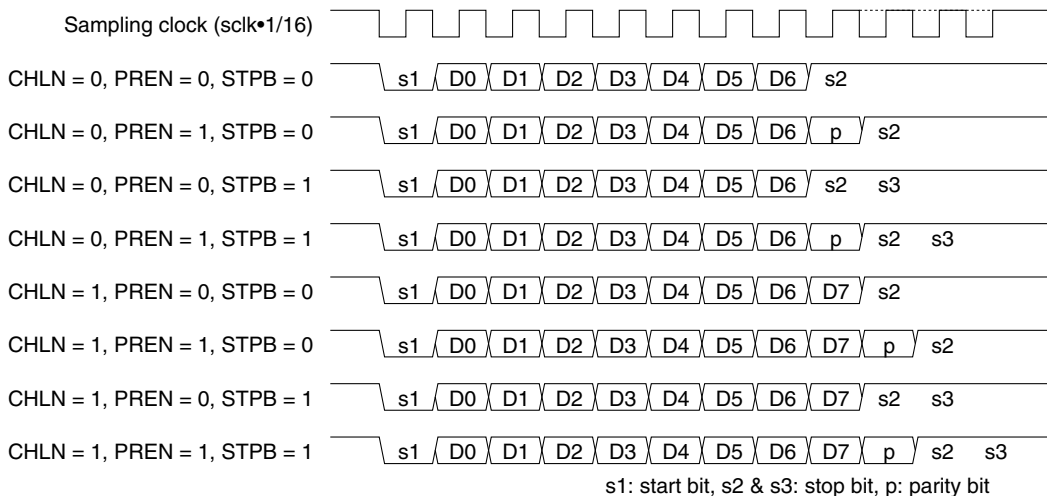 Sampling clock (sclk•1/16)
CHLN = 0, PREN = 0, STPB = 0 s1 D0 D1 D2 D3 D4 D5 D6 s2
CHLN = 0, PREN = 1, STPB = 0 s1 D0 D1 D2 D3 D4 D5 D6 p s2
CHLN = 0, PREN = 0, STPB = 1 s1 D0 D1 D2 D3 D4 D5 D6 s2 s3
CHLN = 0, PREN = 1, STPB = 1 s1 D0 D1 D2 D3 D4 D5 D6 p s2 s3
CHLN = 1, PREN = 0, STPB = 0 s1 D0 D1 D2 D3 D4 D5 D6 D7 s2
CHLN = 1, PREN = 1, STPB = 0 s1 D0 D1 D2 D3 D4 D5 D6 D7 p s2
CHLN = 1, PREN = 0, STPB = 1 s1 D0 D1 D2 D3 D4 D5 D6 D7 s2 s3
CHLN = 1, PREN = 1, STPB = 1 s1 D0 D1 D2 D3 D4 D5 D6 D7 p s2 s3
s1: start bit, s2 & s3: stop bit, p: parity bit